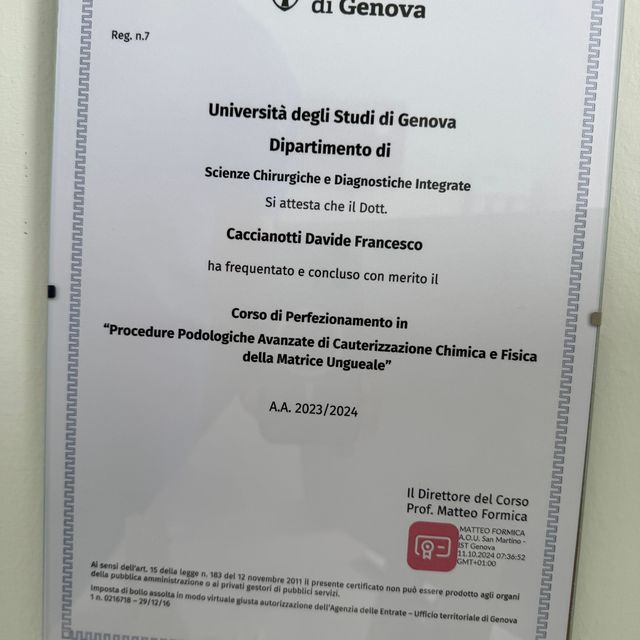 di Genova
Reg. n.7
Università degli Studi di Genova
Dipartimento di
Scienze Chirurgiche e Diagnostiche Integrate
Si attesta che il Dott.
Caccianotti Davide Francesco
ha frequentato e concluso con merito il
Corso di Perfezionamento in
“Procedure Podologiche Avanzate di Cauterizzazione Chimica e Fisica
della Matrice Ungueale”
A.A. 2023/2024
Il Direttore del Corso
Prof. Matteo Formica
MATTEO FORMICA
A.O.U. San Martino -
IST Genova
11.10.2024 07:36:52
GMT+01:00
Ai sensi dell'art. 15 della legge n. 183 del 12 novembre 2011 il presente certificato non può essere prodotto agli organi
della pubblica amministrazione o ai privati gestori di pubblici servizi.
Imposta di bollo assolta in modo virtuale giusta autorizzazione dell'Agenzia delle Entrate – Ufficio territoriale di Genova
1 n. 0216718 – 29/12/16